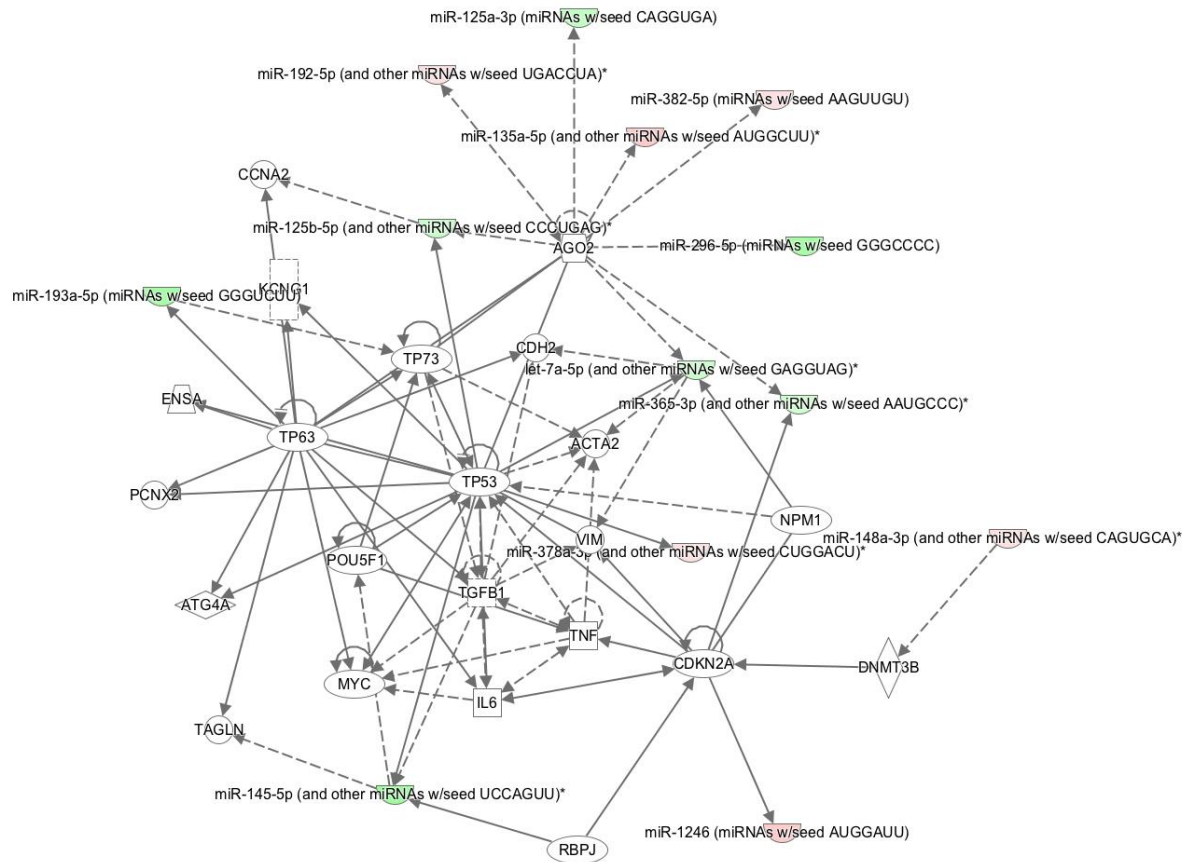 miR-125a-3p (miRNAs w/seed CAGGUGA)
miR-192-5p (and other miRNAs w/seed UGACCUA)*
miR-382-5p (miRNAs w/seed AAGUUGU)
miR-135a-5p (and other miRNAs w/seed AUGGCUU)*
CCNA2
miR-125b-5p (and other miRNAs w/seed CCCUGAG)*
AGO2
miR-296-5p (miRNAs w/seed GGGCCCC)
KCNG1
miR-193a-5p (miRNAs w/seed GGGUCUU)
TP73
CDH2
let-7a-5p (and other miRNAs w/seed GAGGUAG)*
ENSA
miR-365-3p (and other miRNAs w/seed AAUGCCC)*
TP63
ACTA2
TP53
PCNX2
NPM1
VIM
miR-148a-3p (and other miRNAs w/seed CAGUGCA)*
miR-378a-3p (and other miRNAs w/seed CUGGACU)*
POU5F1
TGFB1
ATG4A
TNF
CDKN2A
DNMT3B
MYC
IL6
TAGLN
miR-145-5p (and other miRNAs w/seed UCCAGUU)*
miR-1246 (miRNAs w/seed AUGGAUU)
RBPJ